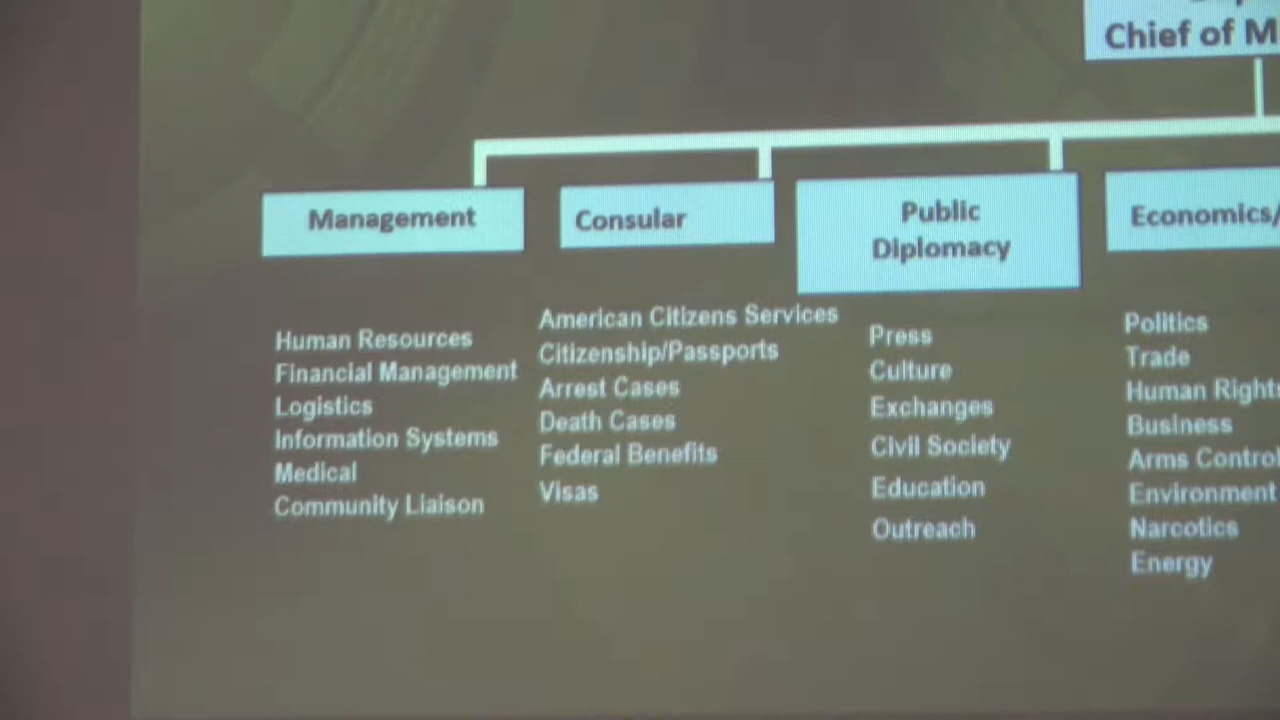 Chief of M
Management
Consular
Public
Diplomacy
Economics/
Human Resources
Financial Management
Logistics
Information Systems
Medical
Community Liaison
American Citizens Services
Citizenship/Passports
Arrest Cases
Death Cases
Federal Benefits
Visas
Press
Culture
Exchanges
Civil Society
Education
Outreach
Politics
Trade
Human Rights
Business
Arms Control
Environment
Narcotics
Energy